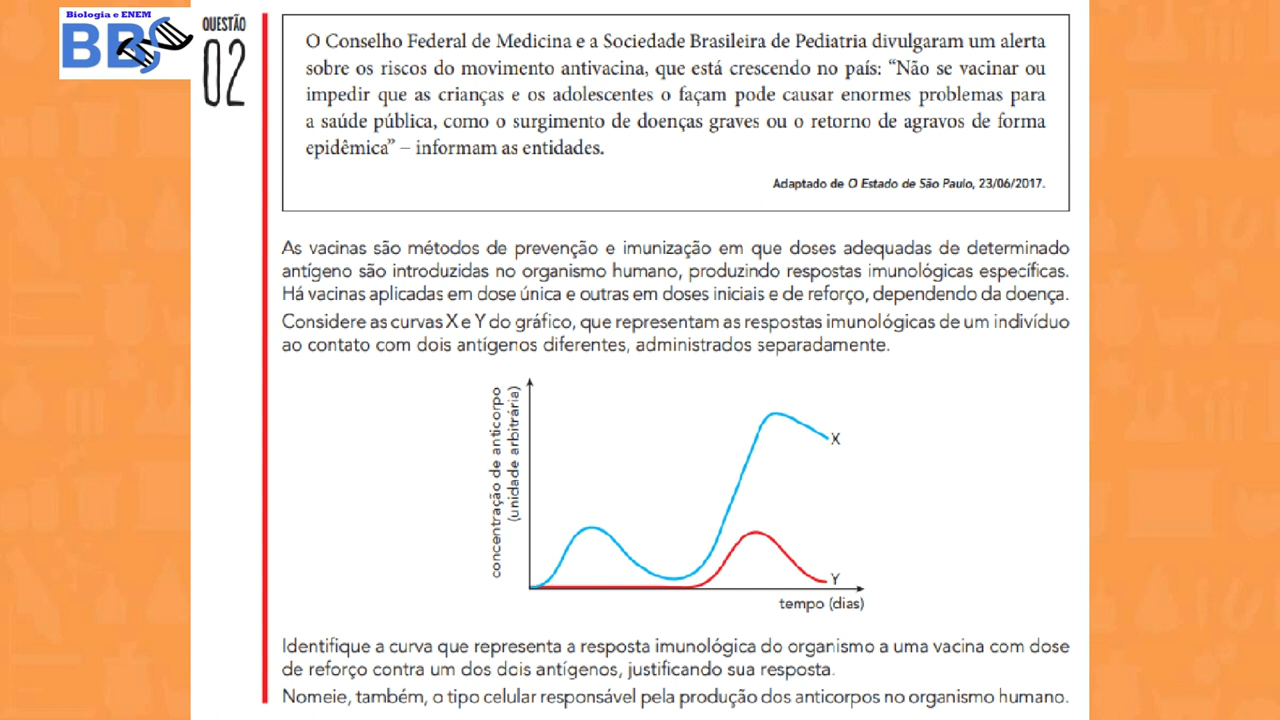 Biologia e ENEM
BBS
QUESTÃO
02
O Conselho Federal de Medicina e a Sociedade Brasileira de Pediatria divulgaram um alerta
sobre os riscos do movimento antivacina, que está crescendo no país: “Não se vacinar ou
impedir que as crianças e os adolescentes o façam pode causar enormes problemas para
a saúde pública, como o surgimento de doenças graves ou o retorno de agravos de forma
epidêmica” – informam as entidades.
Adaptado de O Estado de São Paulo, 23/06/2017.
As vacinas são métodos de prevenção e imunização em que doses adequadas de determinado
antígeno são introduzidas no organismo humano, produzindo respostas imunológicas específicas.
Há vacinas aplicadas em dose única e outras em doses iniciais e de reforço, dependendo da doença.
Considere as curvas X e Y do gráfico, que representam as respostas imunológicas de um indivíduo
ao contato com dois antígenos diferentes, administrados separadamente.
concentração de anticorpo
(unidade arbitrária)
X
Y
tempo (dias)
Identifique a curva que representa a resposta imunológica do organismo a uma vacina com dose
de reforço contra um dos dois antígenos, justificando sua resposta.
Nomeie, também, o tipo celular responsável pela produção dos anticorpos no organismo humano.